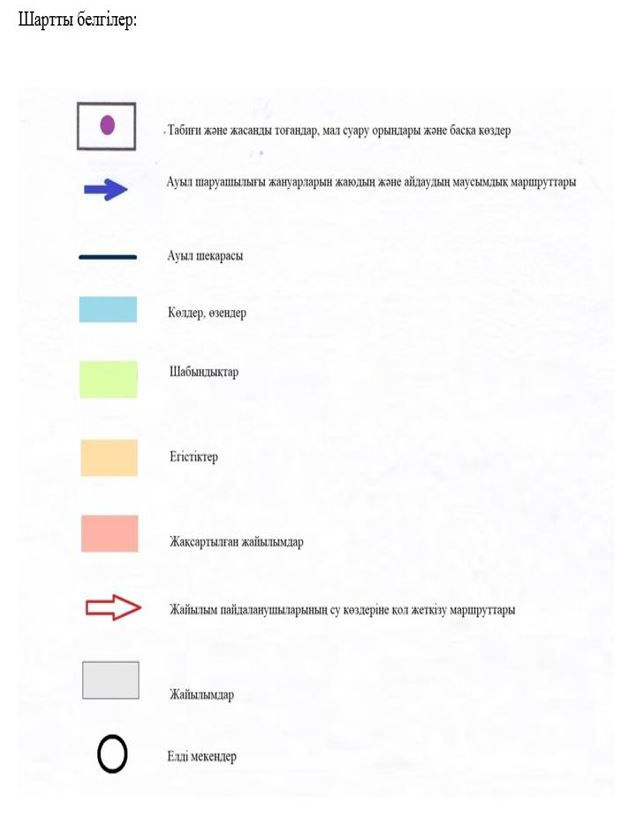 Шартты белгілер:
Табиғи және жасанды тоғандар, мал суару орындары және баска көздер
Ауыл шаруашылығы жануарларын жаюдың және айдаудың маусымдық маршруттары
Ауыл шекарасы
Көлдер, өзендер
Шабындықтар
Егістіктер
Жақсартылған жайылымдар
Жайылым пайдаланушыларының су көздеріне қол жеткізу маршруттары
Жайылымдар
Елді мекендер